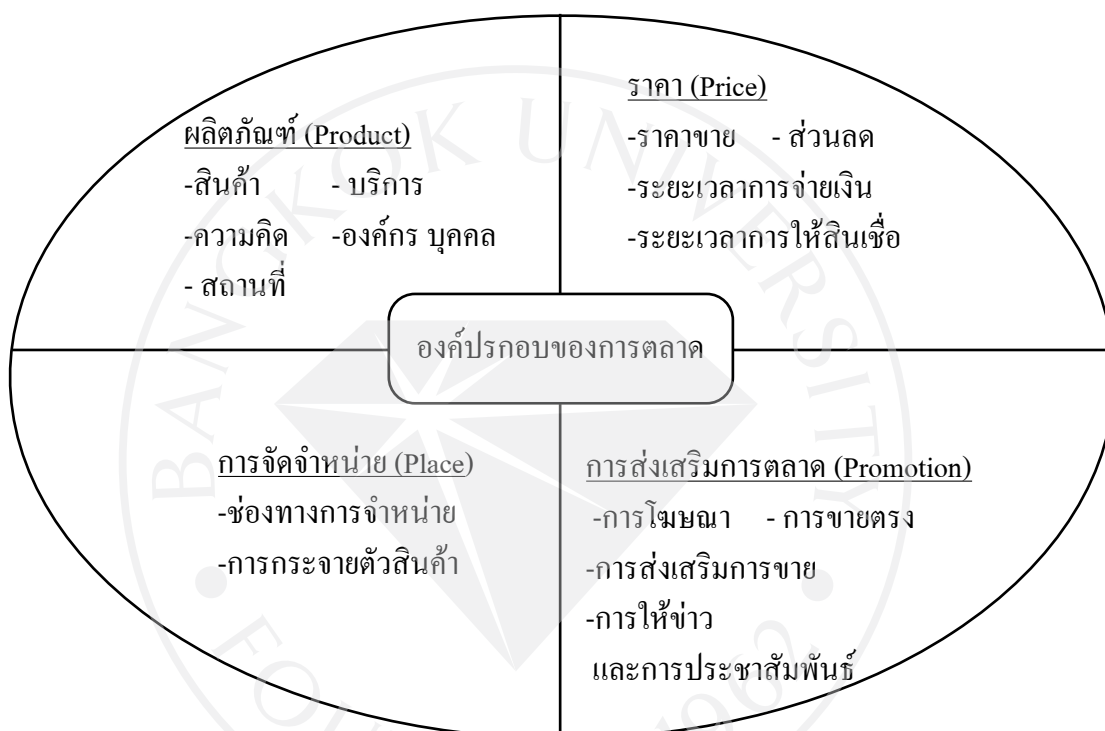 ผลิตภัณฑ์ (Product)
-สินค้า - บริการ
-ความคิด -องค์กร บุคคล
- สถานที่
ราคา (Price)
-ราคาขาย - ส่วนลด
-ระยะเวลาการจ่ายเงิน
-ระยะเวลาการให้สินเชื่อ
องค์ปรกอบของการตลาด
การจัดจำหน่าย (Place)
-ช่องทางการจำหน่าย
-การกระจายตัวสินค้า
การส่งเสริมการตลาด (Promotion)
-การโฆษณา - การขายตรง
-การส่งเสริมการขาย
-การให้ข่าว
และการประชาสัมพันธ์
BANGKOK UNIVERSITY
1962